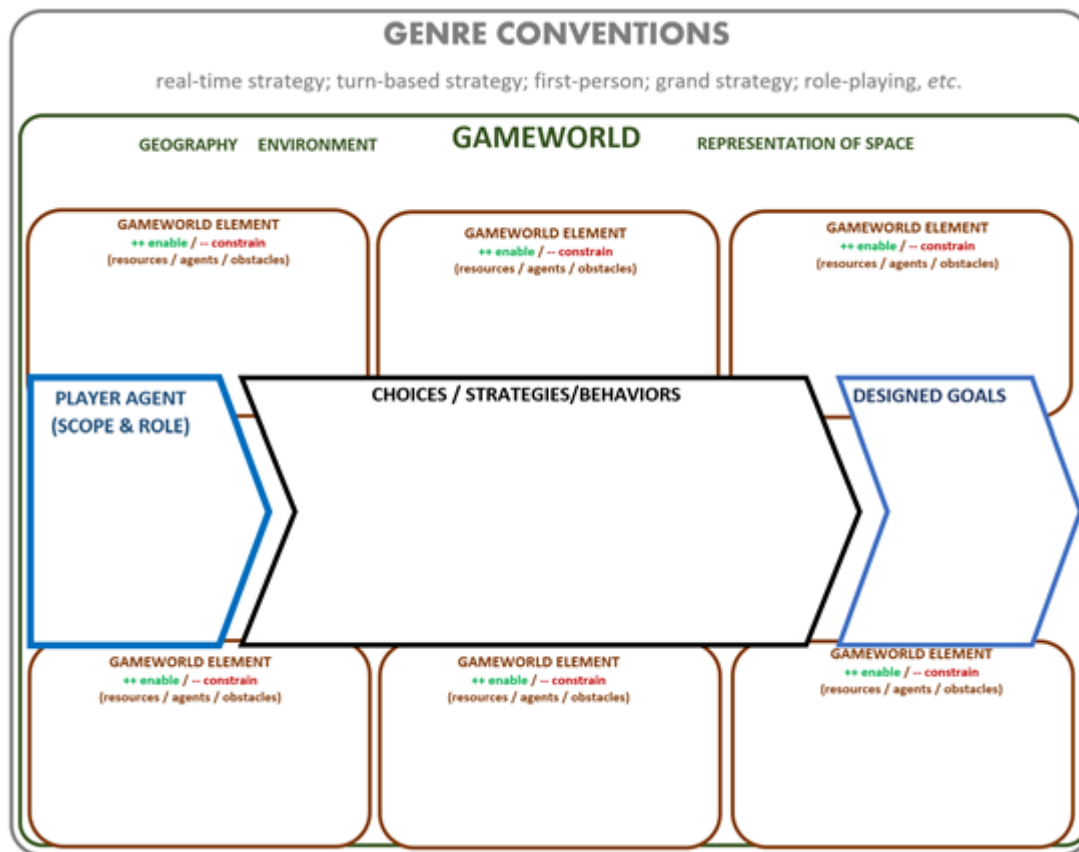 GENRE CONVENTIONS
real-time strategy; turn-based strategy; first-person; grand strategy; role-playing, etc.
GEOGRAPHY ENVIRONMENT GAMEWORLD REPRESENTATION OF SPACE
GAMEWORLD ELEMENT
++ enable / -- constrain
(resources / agents / obstacles)
GAMEWORLD ELEMENT
++ enable / -- constrain
(resources / agents / obstacles)
GAMEWORLD ELEMENT
++ enable / -- constrain
(resources / agents / obstacles)
PLAYER AGENT
(SCOPE & ROLE)
CHOICES / STRATEGIES/BEHAVIORS
DESIGNED GOALS
GAMEWORLD ELEMENT
++ enable / -- constrain
(resources / agents / obstacles)
GAMEWORLD ELEMENT
++ enable / -- constrain
(resources / agents / obstacles)
GAMEWORLD ELEMENT
++ enable / -- constrain
(resources / agents / obstacles)